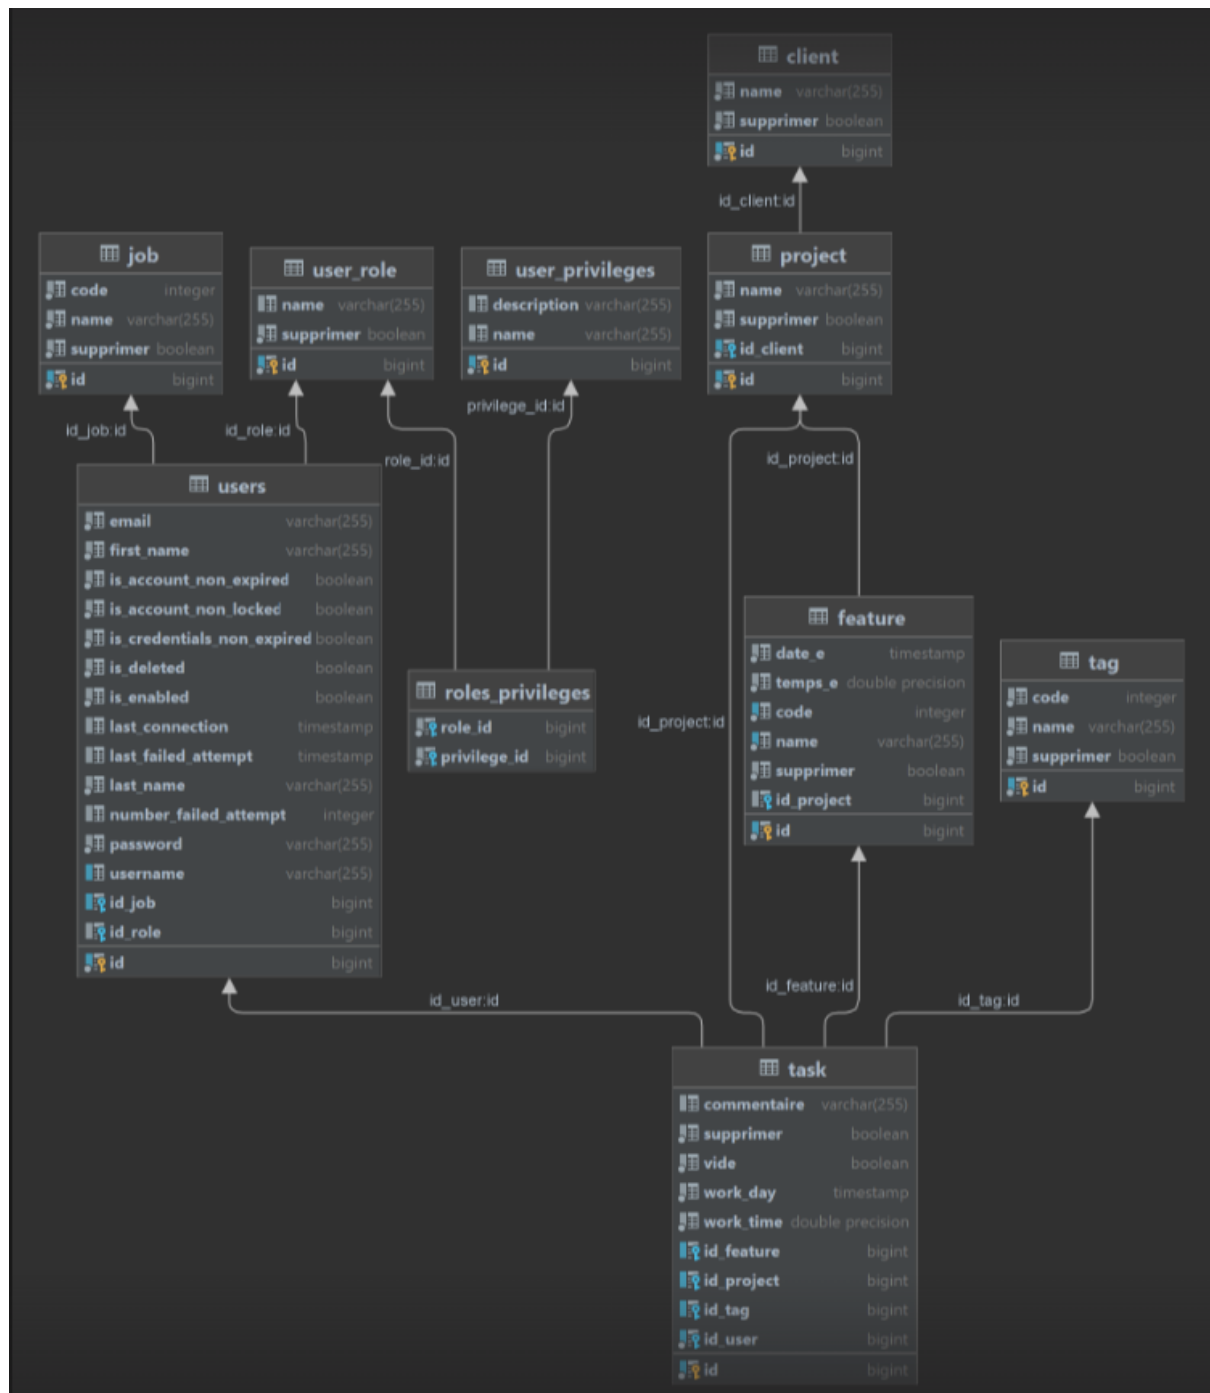 client
name varchar(255)
supprimer boolean
id bigint
id_client:id
job
code integer
name varchar(255)
supprimer boolean
id bigint
user_role
name varchar(255)
supprimer boolean
id bigint
user_privileges
description varchar(255)
name varchar(255)
id bigint
project
name varchar(255)
supprimer boolean
id_client bigint
id bigint
id_job:id
id_role:id
role_id:id
privilege_id:id
id_project:id
users
email varchar(255)
first_name varchar(255)
is_account_non_expired boolean
is_account_non_locked boolean
is_credentials_non_expired boolean
is_deleted boolean
is_enabled boolean
last_connection timestamp
last_failed_attempt timestamp
last_name varchar(255)
number_failed_attempt integer
password varchar(255)
username varchar(255)
id_job bigint
id_role bigint
id bigint
roles_privileges
role_id bigint
privilege_id bigint
id_project:id
feature
date_e timestamp
temps_e double precision
code integer
name varchar(255)
supprimer boolean
id_project bigint
id bigint
tag
code integer
name varchar(255)
supprimer boolean
id bigint
id_user:id
id_feature:id
id_tag:id
task
commentaire varchar(255)
supprimer boolean
vide boolean
work_day timestamp
work_time double precision
id_feature bigint
id_project bigint
id_tag bigint
id_user bigint
id bigint